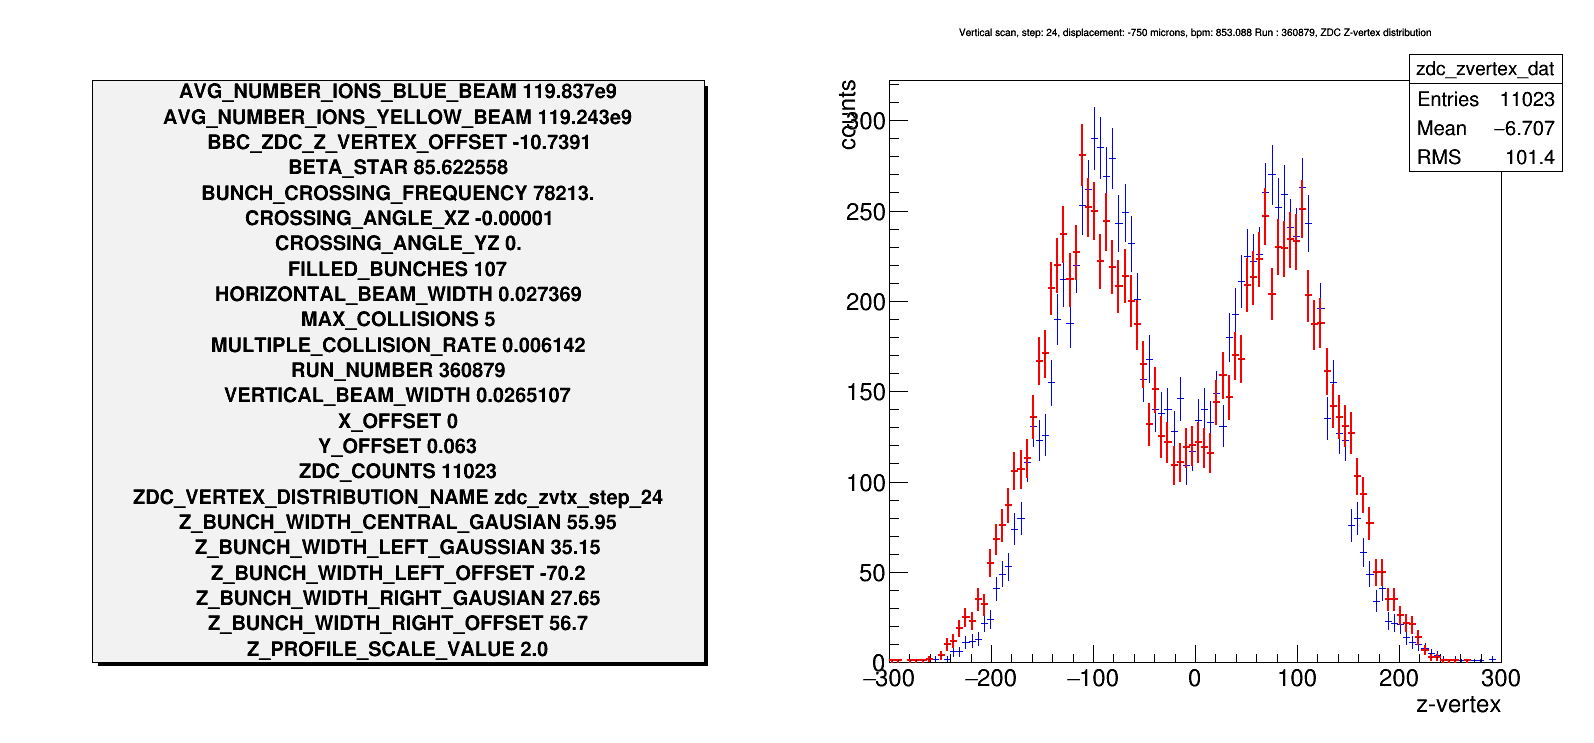 Vertical scan, step: 24, displacement: -750 microns, bpm: 853.088 Run : 360879, ZDC Z-vertex distribution
AVG_NUMBER_IONS_BLUE_BEAM 119.837e9
AVG_NUMBER_IONS_YELLOW_BEAM 119.243e9
BBC_ZDC_Z_VERTEX_OFFSET -10.7391
BETA_STAR 85.622558
BUNCH_CROSSING_FREQUENCY 78213.
CROSSING_ANGLE_XZ -0.00001
CROSSING_ANGLE_YZ 0.
FILLED_BUNCHES 107
HORIZONTAL_BEAM_WIDTH 0.027369
MAX_COLLISIONS 5
MULTIPLE_COLLISION_RATE 0.006142
RUN_NUMBER 360879
VERTICAL_BEAM_WIDTH 0.0265107
X_OFFSET 0
Y_OFFSET 0.063
ZDC_COUNTS 11023
ZDC_VERTEX_DISTRIBUTION_NAME zdc_zvtx_step_24
Z_BUNCH_WIDTH_CENTRAL_GAUSIAN 55.95
Z_BUNCH_WIDTH_LEFT_GAUSSIAN 35.15
Z_BUNCH_WIDTH_LEFT_OFFSET -70.2
Z_BUNCH_WIDTH_RIGHT_GAUSIAN 27.65
Z_BUNCH_WIDTH_RIGHT_OFFSET 56.7
Z_PROFILE_SCALE_VALUE 2.0
zdc_zvertex_dat
Entries 11023
Mean −6.707
RMS 101.4
counts
300
250
200
150
100
50
0
−300 −200 −100 0 100 200 300
z-vertex